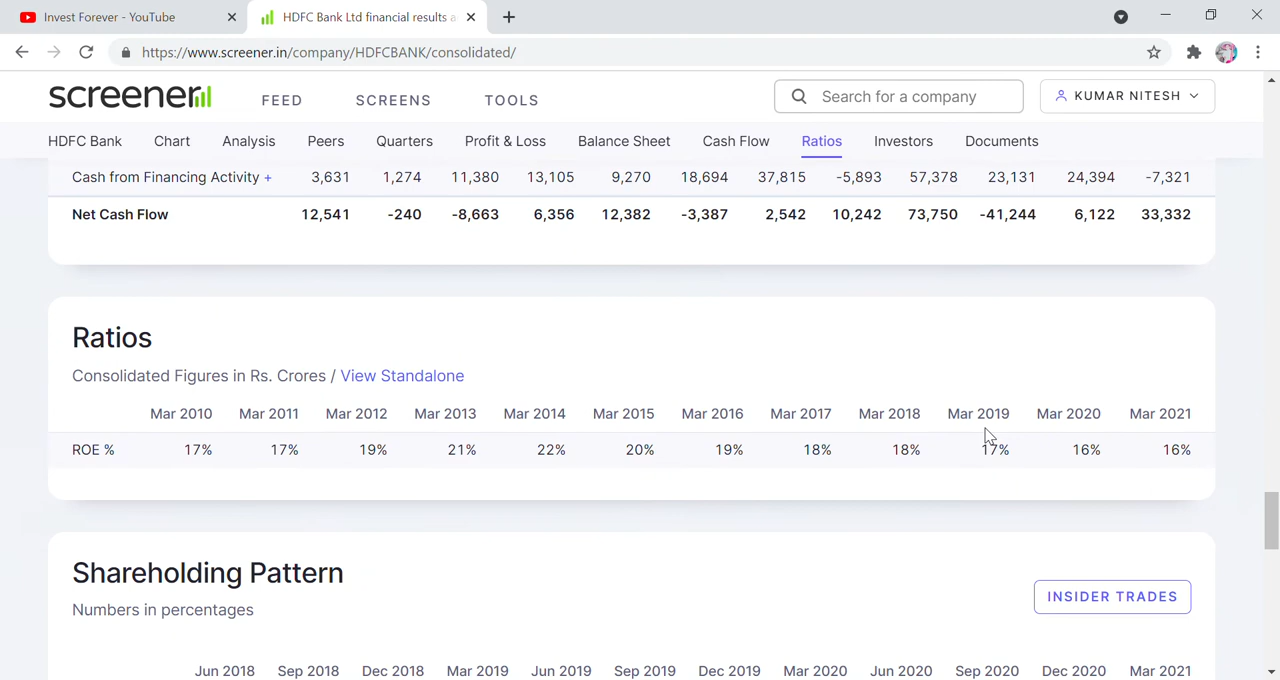 Invest Forever - YouTube
HDFC Bank Ltd financial results a
https://www.screener.in/company/HDFCBANK/consolidated/
screener
FEED SCREENS TOOLS
Search for a company
KUMAR NITESH
HDFC Bank Chart Analysis Peers Quarters Profit & Loss Balance Sheet Cash Flow Ratios Investors Documents
Cash from Financing Activity + 3,631 1,274 11,380 13,105 9,270 18,694 37,815 -5,893 57,378 23,131 24,394 -7,321
Net Cash Flow 12,541 -240 -8,663 6,356 12,382 -3,387 2,542 10,242 73,750 -41,244 6,122 33,332
Ratios
Consolidated Figures in Rs. Crores / View Standalone
Mar 2010 Mar 2011 Mar 2012 Mar 2013 Mar 2014 Mar 2015 Mar 2016 Mar 2017 Mar 2018 Mar 2019 Mar 2020 Mar 2021
ROE % 17% 17% 19% 21% 22% 20% 19% 18% 18% 17% 16% 16%
Shareholding Pattern
Numbers in percentages
INSIDER TRADES
Jun 2018 Sep 2018 Dec 2018 Mar 2019 Jun 2019 Sep 2019 Dec 2019 Mar 2020 Jun 2020 Sep 2020 Dec 2020 Mar 2021